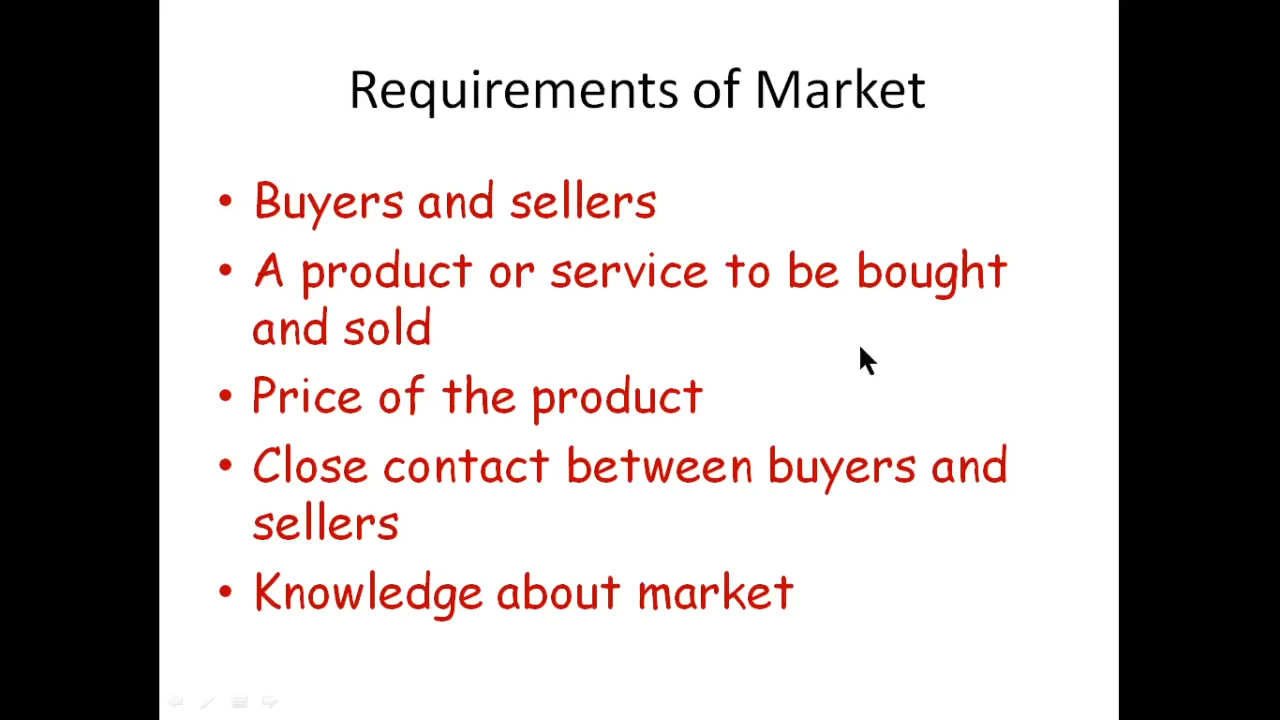 Requirements of Market
• Buyers and sellers
• A product or service to be bought
and sold
• Price of the product
• Close contact between buyers and
sellers
• Knowledge about market